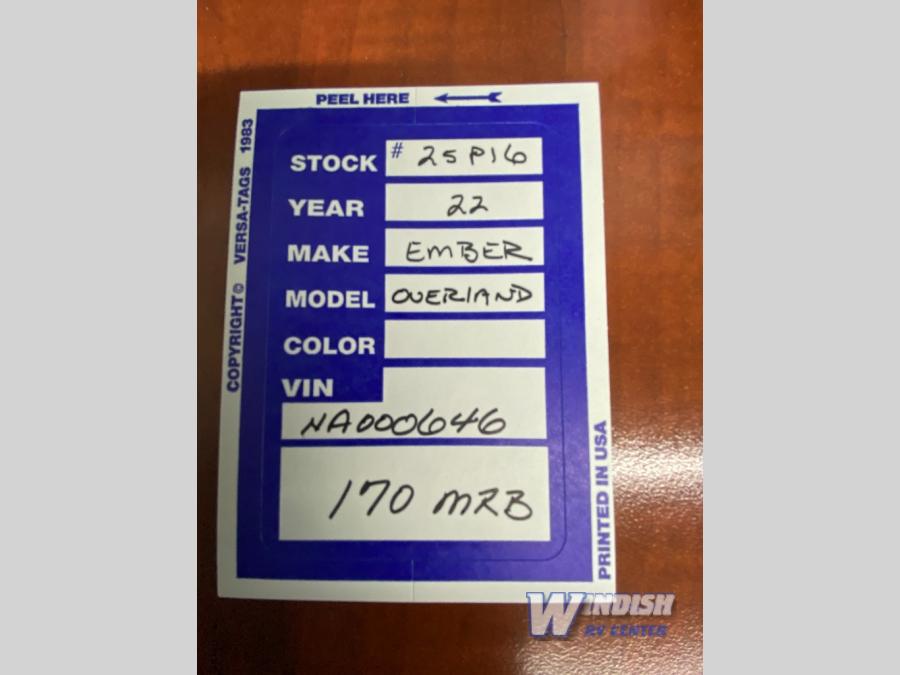 PEEL HERE
COPYRIGHT© VERSA-TAGS 1983
STOCK # 25P16
YEAR 22
MAKE EMBER
MODEL OVERLAND
COLOR
VIN
NA000646
170 MRB
PRINTED IN USA
WINDISH
RV CENTER